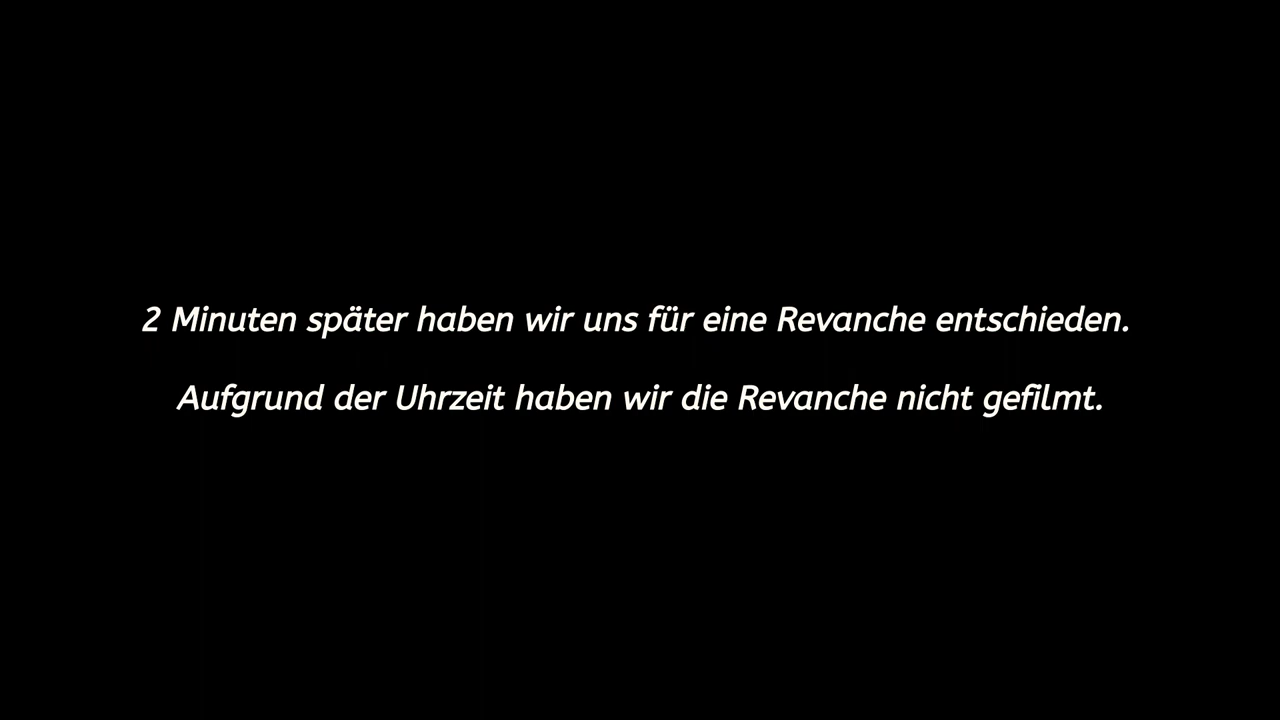 2 Minuten später haben wir uns für eine Revanche entschieden.
Aufgrund der Uhrzeit haben wir die Revanche nicht gefilmt.